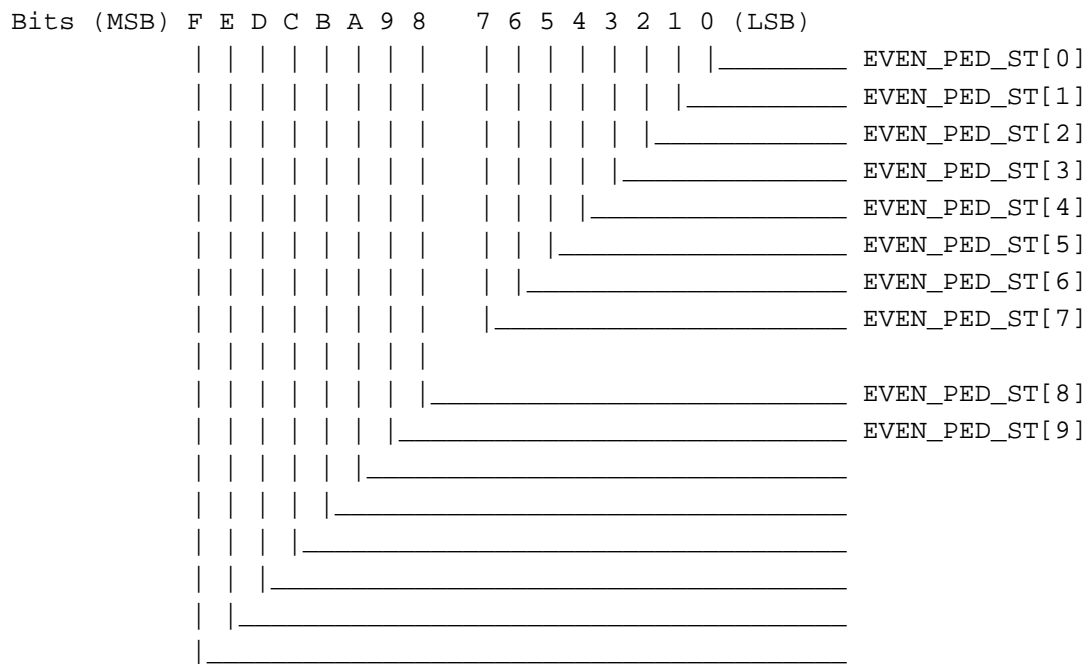 Bits (MSB) F E D C B A 9 8 7 6 5 4 3 2 1 0 (LSB)
EVEN_PED_ST[0]
EVEN_PED_ST[1]
EVEN_PED_ST[2]
EVEN_PED_ST[3]
EVEN_PED_ST[4]
EVEN_PED_ST[5]
EVEN_PED_ST[6]
EVEN_PED_ST[7]
EVEN_PED_ST[8]
EVEN_PED_ST[9]